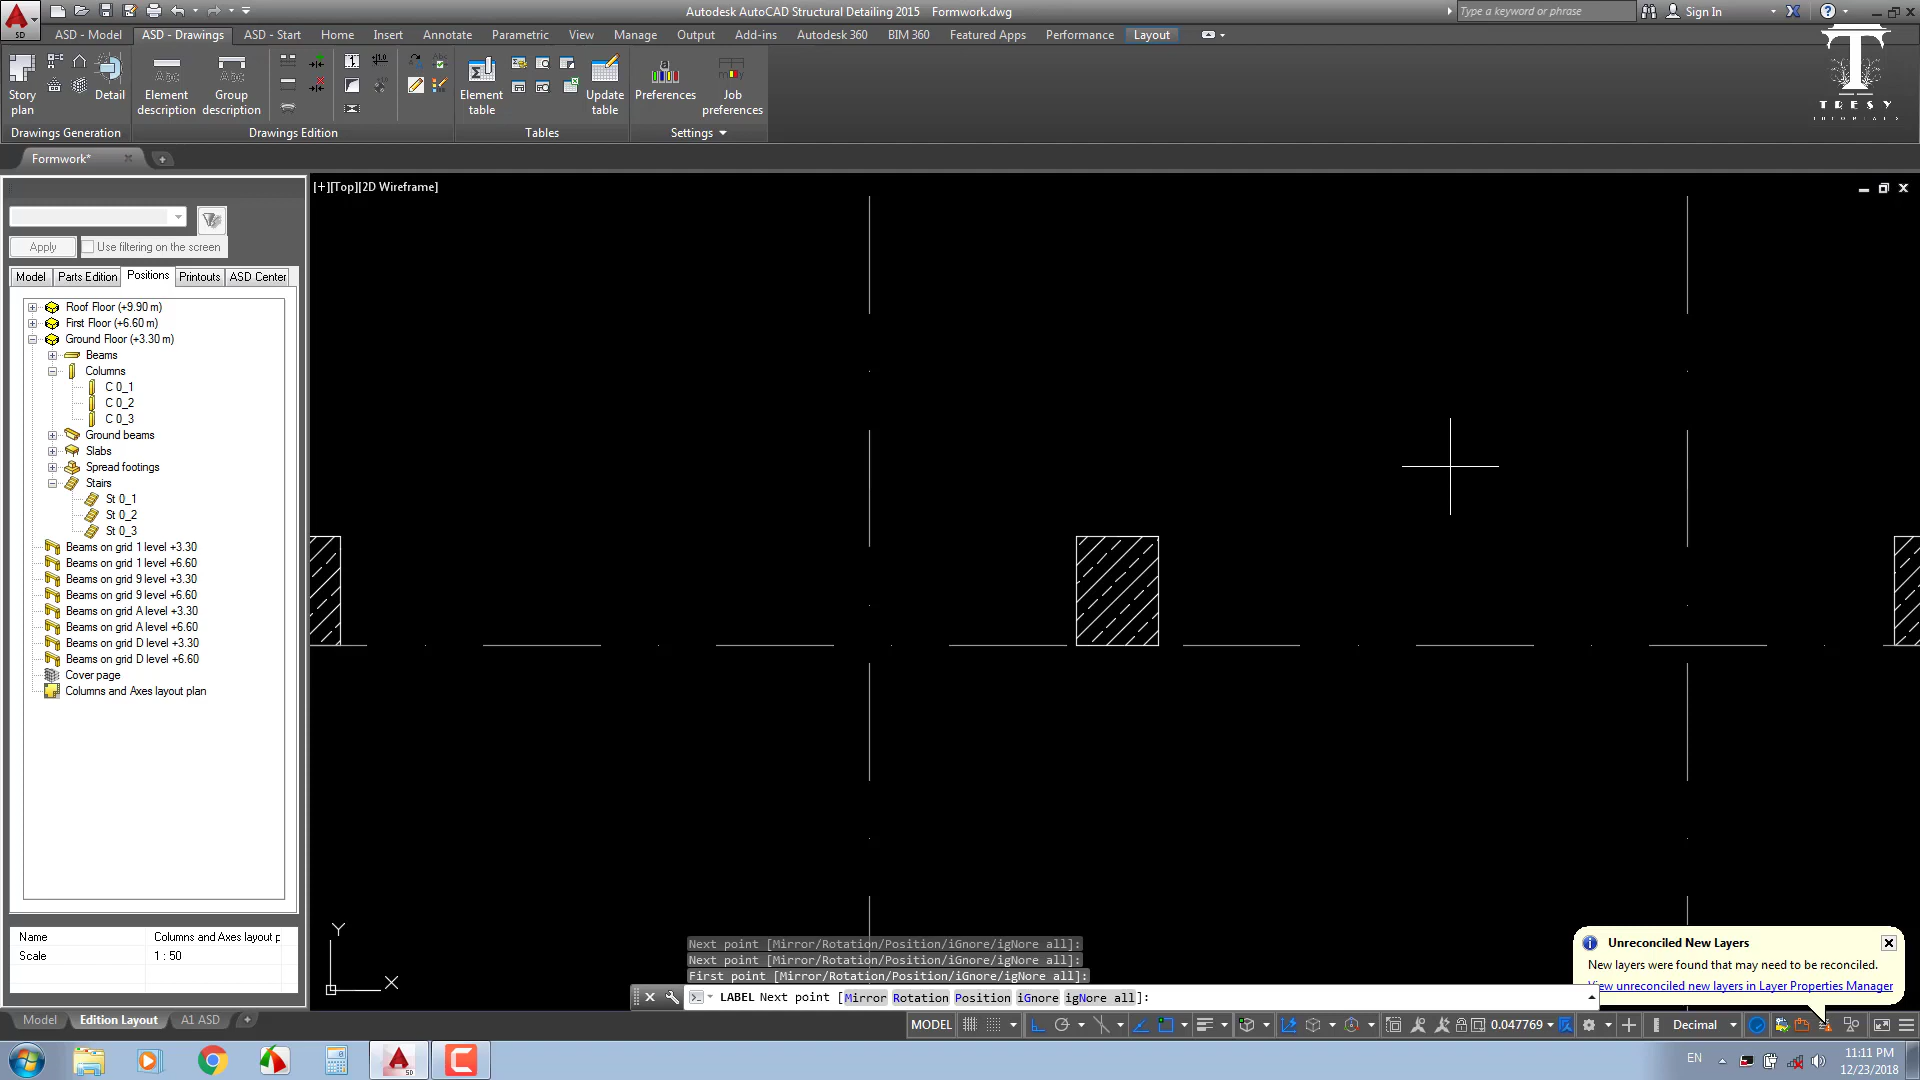 Autodesk AutoCAD Structural Detailing 2015 Formwork.dwg
Type a keyword or phrase
Sign In
SD
ASD - Model
ASD - Drawings
ASD - Start
Home
Insert
Annotate
Parametric
View
Manage
Output
Add-ins
Autodesk 360
BIM 360
Featured Apps
Performance
Layout
Story plan
Detail
Element description
Group description
Element table
Update table
Preferences
Job preferences
Drawings Generation
Drawings Edition
Tables
Settings
TRESY
TUTORIALS
Formwork*
[+][Top][2D Wireframe]
Apply
Use filtering on the screen
Model
Parts Edition
Positions
Printouts
ASD Center
Roof Floor (+9.90 m)
First Floor (+6.60 m)
Ground Floor (+3.30 m)
Beams
Columns
C 0_1
C 0_2
C 0_3
Ground beams
Slabs
Spread footings
Stairs
St 0_1
St 0_2
St 0_3
Beams on grid 1 level +3.30
Beams on grid 1 level +6.60
Beams on grid 9 level +3.30
Beams on grid 9 level +6.60
Beams on grid A level +3.30
Beams on grid A level +6.60
Beams on grid D level +3.30
Beams on grid D level +6.60
Cover page
Columns and Axes layout plan
Name Columns and Axes layout p
Scale 1 : 50
Y
X
Next point [Mirror/Rotation/Position/iGnore/igNore all]:
Next point [Mirror/Rotation/Position/iGnore/igNore all]:
First point [Mirror/Rotation/Position/iGnore/igNore all]:
LABEL Next point [Mirror Rotation Position iGnore igNore all]:
Unreconciled New Layers
New layers were found that may need to be reconciled.
View unreconciled new layers in Layer Properties Manager
Model
Edition Layout
A1 ASD
MODEL
0.047769
Decimal
EN
11:11 PM
12/23/2018